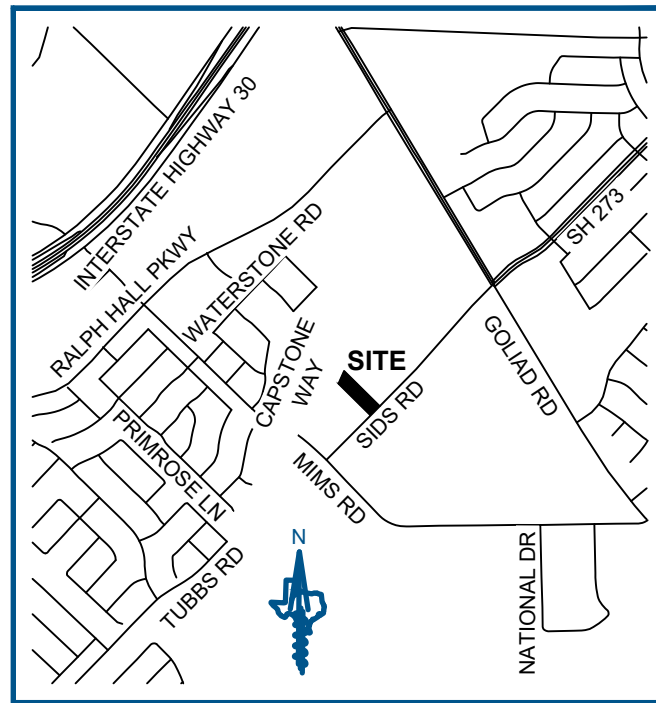 INTERSTATE HIGHWAY 30
SH 273
RALPH HALL PKWY
WATERSTONE RD
CAPSTONE
WAY
SITE
SIDS RD
GOLIAD RD
PRIMROSE LN
MIMS RD
TUBBS RD
N
NATIONAL DR